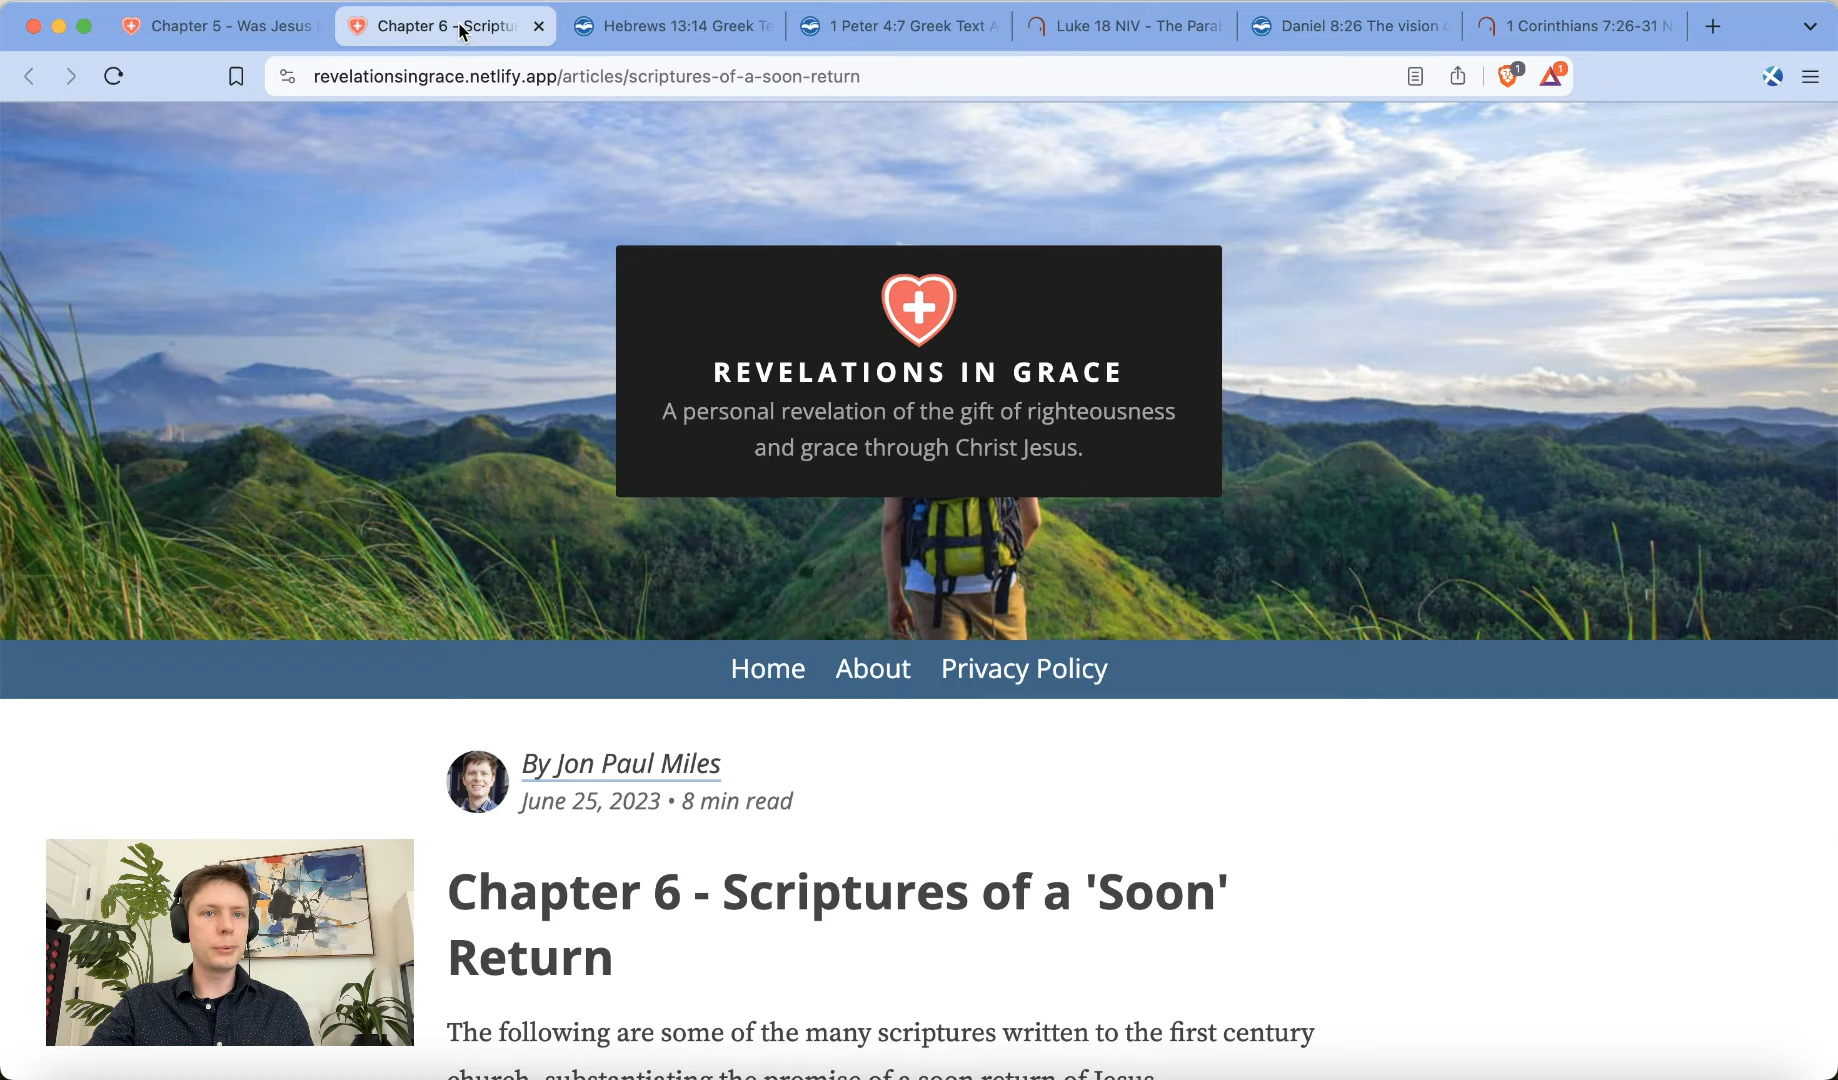 Chapter 5 - Was Jesus
Chapter 6 - Scriptu
Hebrews 13:14 Greek Te
1 Peter 4:7 Greek Text A
Luke 18 NIV - The Parab
Daniel 8:26 The vision
1 Corinthians 7:26-31 N
revelationsingrace.netlify.app/articles/scriptures-of-a-soon-return
1
1
REVELATIONS IN GRACE
A personal revelation of the gift of righteousness
and grace through Christ Jesus.
Home About Privacy Policy
By Jon Paul Miles
June 25, 2023 • 8 min read
Chapter 6 - Scriptures of a 'Soon'
Return
The following are some of the many scriptures written to the first century
church, substantiating the promise of a soon return of Jesus